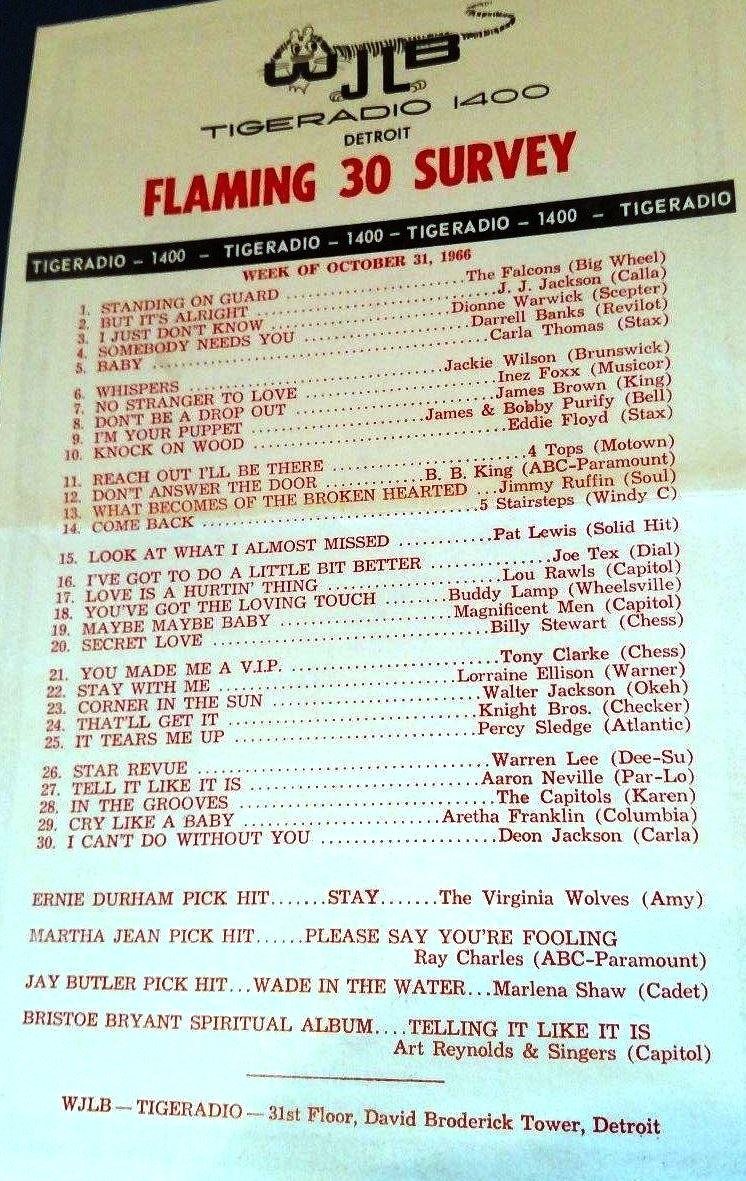 WJLB
TIGERADIO 1400
DETROIT
FLAMING 30 SURVEY
TIGERADIO – 1400 – TIGERADIO – 1400 – TIGERADIO – 1400 – TIGERADIO
WEEK OF OCTOBER 31, 1966
1. STANDING ON GUARD ........................The Falcons (Big Wheel)
2. BUT IT'S ALRIGHT ........................J. J. Jackson (Calla)
3. I JUST DON'T KNOW ........................Dionne Warwick (Scepter)
4. SOMEBODY NEEDS YOU ........................Darrell Banks (Revilot)
5. BABY ........................Carla Thomas (Stax)
6. WHISPERS ........................Jackie Wilson (Brunswick)
7. NO STRANGER TO LOVE ........................Inez Foxx (Musicor)
8. DON'T BE A DROP OUT ........................James Brown (King)
9. I'M YOUR PUPPET ........................James & Bobby Purify (Bell)
10. KNOCK ON WOOD ........................Eddie Floyd (Stax)
11. REACH OUT I'LL BE THERE ........................4 Tops (Motown)
12. DON'T ANSWER THE DOOR ................B. B. King (ABC-Paramount)
13. WHAT BECOMES OF THE BROKEN HEARTED ...Jimmy Ruffin (Soul)
14. COME BACK ........................5 Stairsteps (Windy C)
15. LOOK AT WHAT I ALMOST MISSED ...........Pat Lewis (Solid Hit)
16. I'VE GOT TO DO A LITTLE BIT BETTER ...............Joe Tex (Dial)
17. LOVE IS A HURTIN' THING ........................Lou Rawls (Capitol)
18. YOU'VE GOT THE LOVING TOUCH ........Buddy Lamp (Wheelsville)
19. MAYBE MAYBE BABY ....................Magnificent Men (Capitol)
20. SECRET LOVE ........................Billy Stewart (Chess)
21. YOU MADE ME A V.I.P. ........................Tony Clarke (Chess)
22. STAY WITH ME ........................Lorraine Ellison (Warner)
23. CORNER IN THE SUN ........................Walter Jackson (Okeh)
24. THAT'LL GET IT ........................Knight Bros. (Checker)
25. IT TEARS ME UP ........................Percy Sledge (Atlantic)
26. STAR REVUE ........................Warren Lee (Dee-Su)
27. TELL IT LIKE IT IS ........................Aaron Neville (Par-Lo)
28. IN THE GROOVES ........................The Capitols (Karen)
29. CRY LIKE A BABY ....................Aretha Franklin (Columbia)
30. I CAN'T DO WITHOUT YOU ....................Deon Jackson (Carla)
ERNIE DURHAM PICK HIT.......STAY.......The Virginia Wolves (Amy)
MARTHA JEAN PICK HIT......PLEASE SAY YOU'RE FOOLING
Ray Charles (ABC-Paramount)
JAY BUTLER PICK HIT...WADE IN THE WATER...Marlena Shaw (Cadet)
BRISTOE BRYANT SPIRITUAL ALBUM....TELLING IT LIKE IT IS
Art Reynolds & Singers (Capitol)
WJLB — TIGERADIO — 31st Floor, David Broderick Tower, Detroit